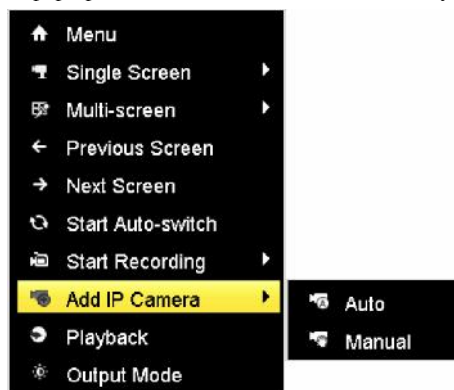 Menu
Single Screen
Multi-screen
Previous Screen
Next Screen
Start Auto-switch
Start Recording
Add IP Camera
Auto
Playback
Manual
Output Mode